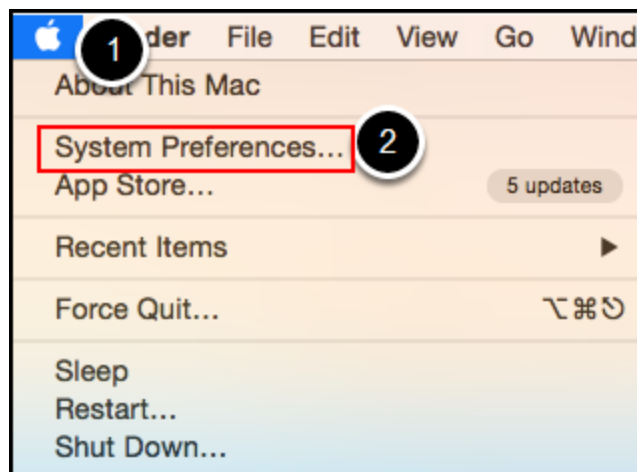 1 der File Edit View Go Wind
About This Mac
System Preferences... 2
App Store... 5 updates
Recent Items ▶
Force Quit... ⌥⌘⎋
Sleep
Restart...
Shut Down...